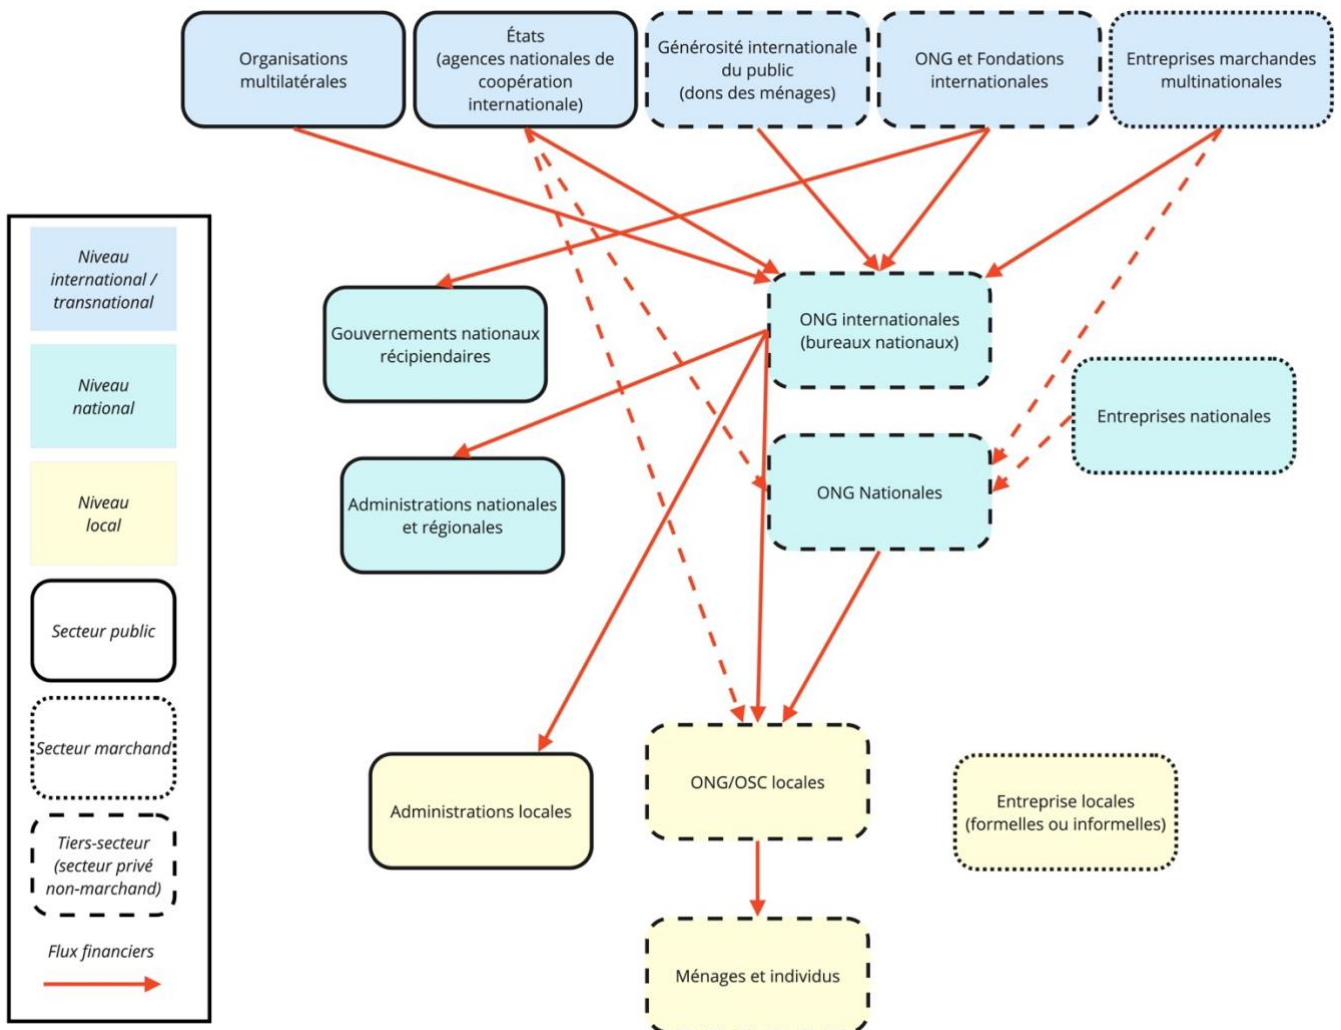 Organisations
multilatérales
États
(agences nationales de
coopération
internationale)
Générosité internationale
du public
(dons des ménages)
ONG et Fondations
internationales
Entreprises marchandes
multinationales
Niveau
international /
transnational
Niveau
national
Niveau
local
Secteur public
Secteur marchand
Tiers-secteur
(secteur privé
non-marchand)
Flux financiers
Gouvernements nationaux
récipiendaires
ONG internationales
(bureaux nationaux)
Entreprises nationales
Administrations nationales
et régionales
ONG Nationales
Administrations locales
ONG/OSC locales
Entreprise locales
(formelles ou informelles)
Ménages et individus